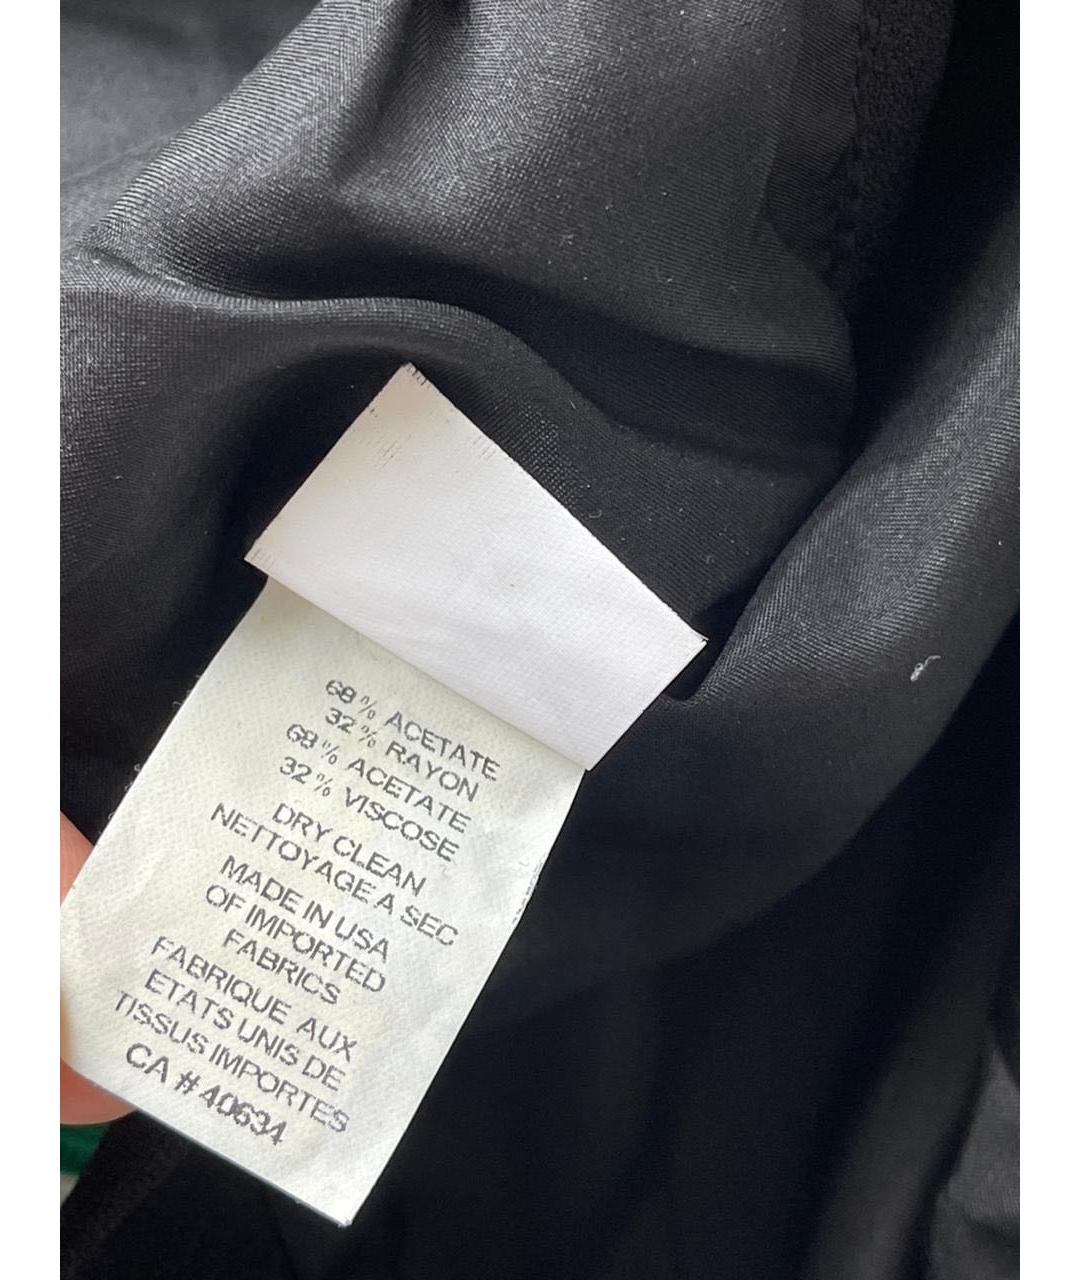 68% ACETATE
32% RAYON
68% ACETATE
32% VISCOSE
DRY CLEAN
NETTOYAGE A SEC
MADE IN USA
OF IMPORTED
FABRICS
FABRIQUE AUX
ETATS UNIS DE
TISSUS IMPORTES
CA # 40634